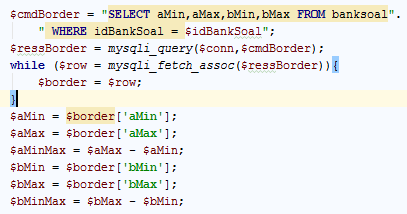 $cmdBorder = "SELECT aMin,aMax,bMin,bMax FROM banksoal".
" WHERE idBankSoal = $idBankSoal";
$ressBorder = mysqli_query($conn,$cmdBorder);
while ($row = mysqli_fetch_assoc($ressBorder)){
$border = $row;
}
$aMin = $border['aMin'];
$aMax = $border['aMax'];
$aMinMax = $aMax - $aMin;
$bMin = $border['bMin'];
$bMax = $border['bMax'];
$bMinMax = $bMax - $bMin;